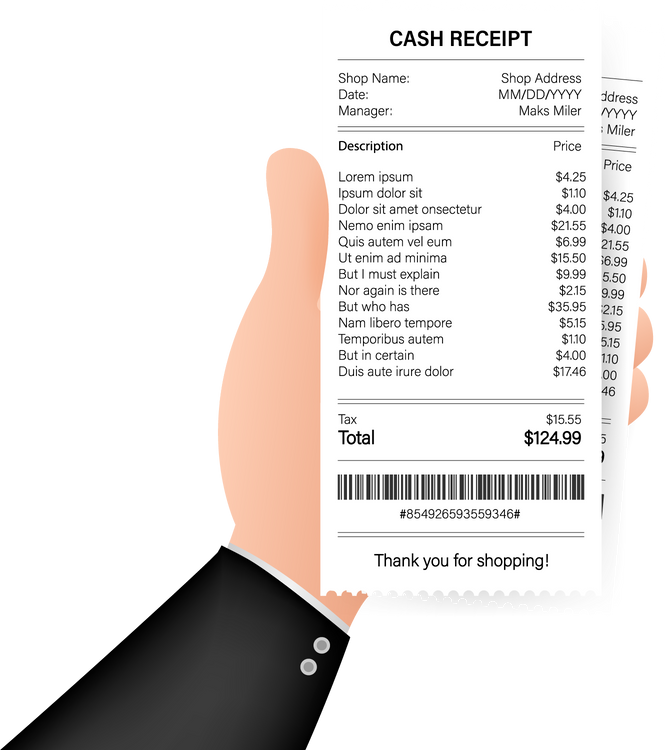 CASH RECEIPT
Shop Name: Shop Address
Date: MM/DD/YYYY
Manager: Maks Miler
Description Price
Lorem ipsum $4.25
Ipsum dolor sit $1.10
Dolor sit amet onsectetur $4.00
Nemo enim ipsam $21.55
Quis autem vel eum $6.99
Ut enim ad minima $15.50
But I must explain $9.99
Nor again is there $2.15
But who has $35.95
Nam libero tempore $5.15
Temporibus autem $1.10
But in certain $4.00
Duis aute irure dolor $17.46
Tax $15.55
Total $124.99
#854926593559346#
Thank you for shopping!
ddress
/YYYY
Miler
Price
$4.25
$1.10
$4.00
21.55
$6.99
5.50
9.99
2.15
5.95
5.15
1.10
.00
46